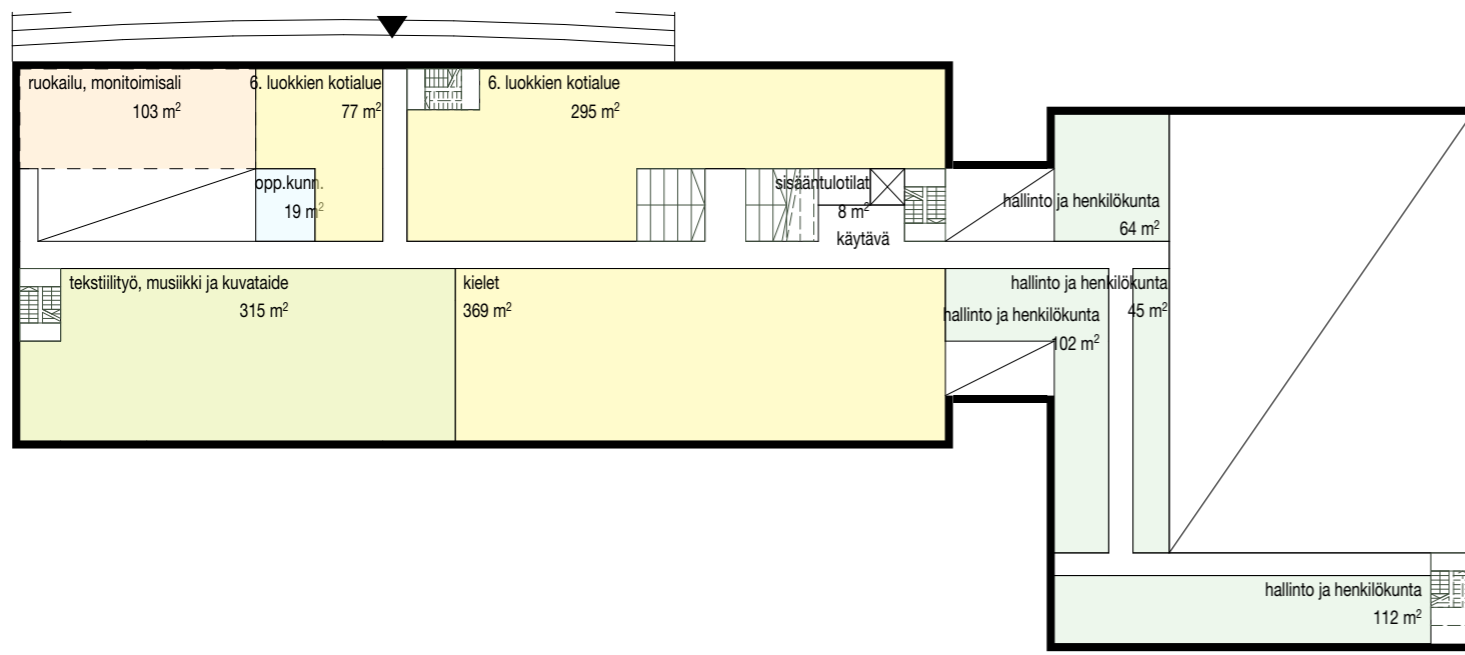 ruokailu, monitoimisali
103 m²
6. luokkien kotialue
77 m²
6. luokkien kotialue
295 m²
opp.kunn.
19 m²
sisääntulotilat
8 m²
käytävä
hallinto ja henkilökunta
64 m²
tekstiilityö, musiikki ja kuvataide
315 m²
kielet
369 m²
hallinto ja henkilökunta
45 m²
hallinto ja henkilökunta
102 m²
hallinto ja henkilökunta
112 m²